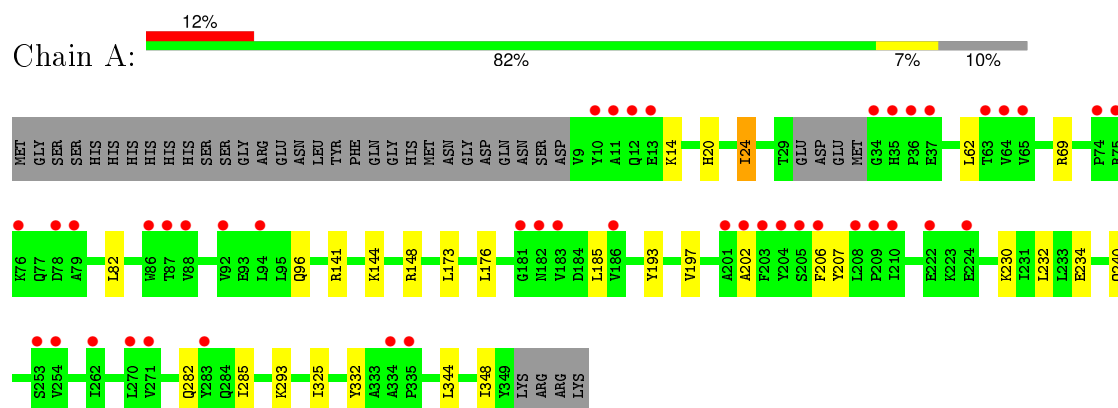 12%
Chain A:
82% 7% 10%
MET GLY SER SER HIS HIS HIS HIS HIS HIS SER SER GLY ARG GLU ASN LEU TYR PHE GLN GLY HIS MET ASN GLY ASP GLN ASN SER ASP V9 Y10 A11 Q12 E13 K14 H20 I24 T29 GLU ASP GLU MET G34 H35 P36 E37 L62 T63 V64 V65 R69 P74
K76 Q77 D78 A79 L82 W86 T87 V88 V92 E93 L94 L95 Q96 R141 K144 R148 L173 L176 G181 N182 V183 D184 L185 V186 Y193 V197 A201 A202 F203 Y204 S205 F206 Y207 L208 P209 I210 E222 K223 E224 K230 I231 L232 L233 E234
S253 V254 I262 L270 V271 Q282 Y283 Q284 I285 K293 I325 Y332 A333 A334 P335 L344 I348 Y349 LYS ARG ARG LYS